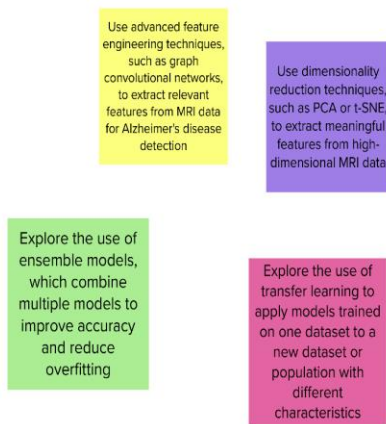 Use advanced feature
engineering techniques,
such as graph
convolutional networks,
to extract relevant
features from MRI data
for Alzheimer's disease
detection
Use dimensionality
reduction techniques,
such as PCA or t-SNE,
to extract meaningful
features from high-
dimensional MRI data
Explore the use of
ensemble models,
which combine
multiple models to
improve accuracy
and reduce
overfitting
Explore the use of
transfer learning to
apply models trained
on one dataset to a
new dataset or
population with
different
characteristics